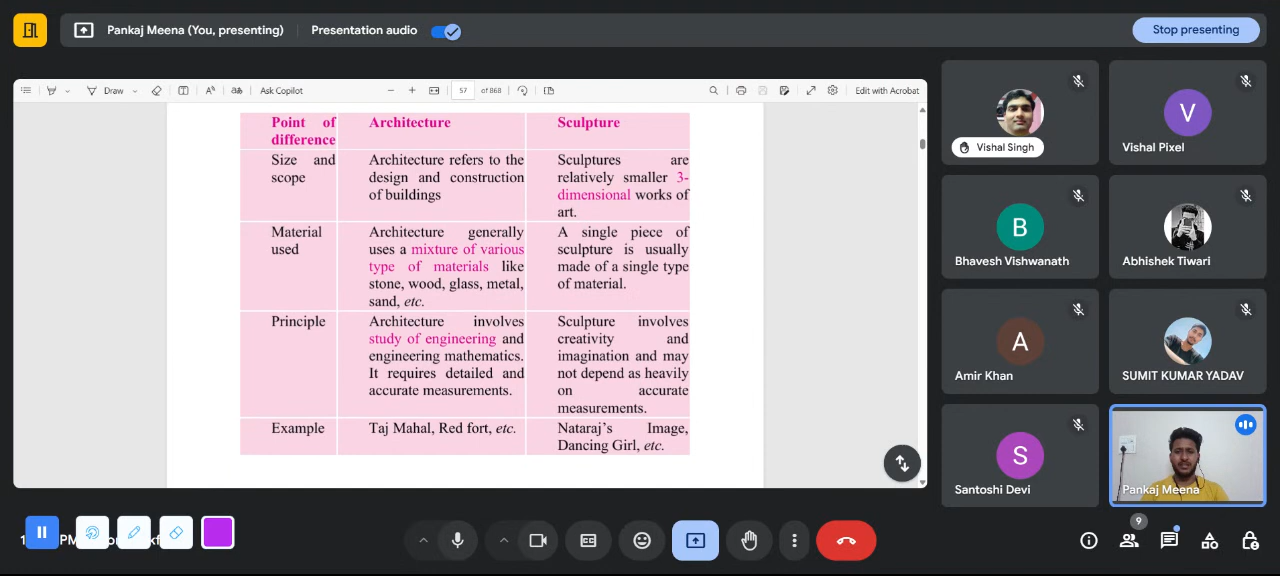 Pankaj Meena (You, presenting)
Presentation audio
Stop presenting
Draw
Ask Copilot
57
of 868
Edit with Acrobat
Point of difference
Architecture
Sculpture
Size and
scope
Architecture refers to the
design and construction
of buildings
Sculptures are
relatively smaller 3-
dimensional works of
art.
Material
used
Architecture generally
uses a mixture of various
type of materials like
stone, wood, glass, metal,
sand, etc.
A single piece of
sculpture is usually
made of a single type
of material.
Principle
Architecture involves
study of engineering and
engineering mathematics.
It requires detailed and
accurate measurements.
Sculpture involves
creativity and
imagination and may
not depend as heavily
on accurate
measurements.
Example
Taj Mahal, Red fort, etc.
Nataraj's Image,
Dancing Girl, etc.
Vishal Singh
V
Vishal Pixel
B
Bhavesh Vishwanath
Abhishek Tiwari
A
Amir Khan
SUMIT KUMAR YADAV
S
Santoshi Devi
Pankaj Meena
9